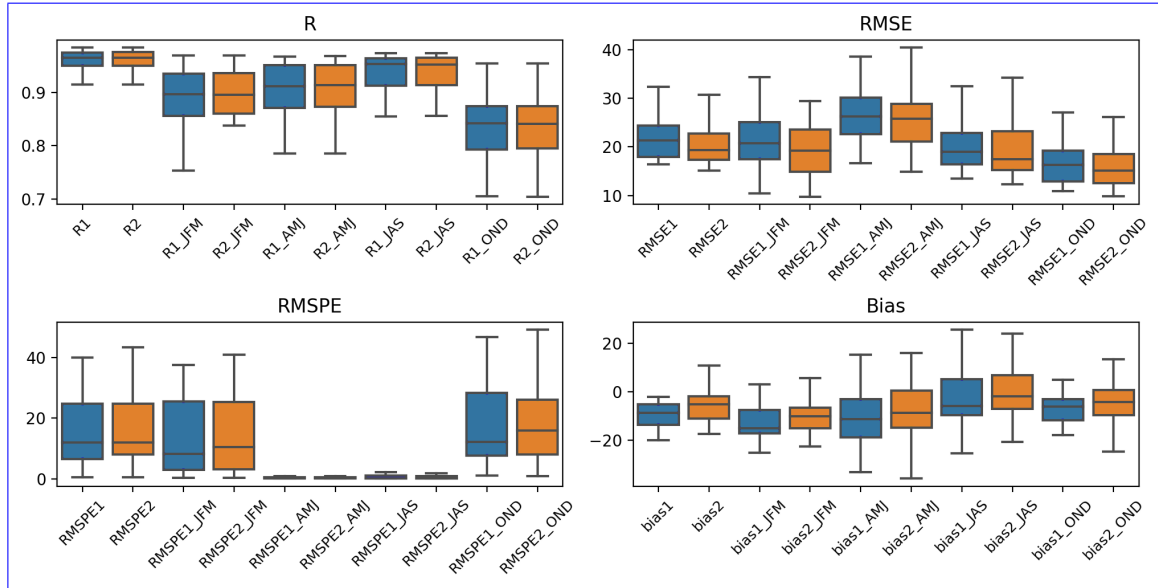 R
0.9
0.8
0.7
R1
R2
R1_JFM
R2_JFM
R1_AMJ
R2_AMJ
R1_JAS
R2_JAS
R1_OND
R2_OND
RMSE
40
30
20
10
RMSE1
RMSE2
RMSE1_JFM
RMSE2_JFM
RMSE1_AMJ
RMSE2_AMJ
RMSE1_JAS
RMSE2_JAS
RMSE1_OND
RMSE2_OND
RMSPE
40
20
0
RMSPE1
RMSPE2
RMSPE1_JFM
RMSPE2_JFM
RMSPE1_AMJ
RMSPE2_AMJ
RMSPE1_JAS
RMSPE2_JAS
RMSPE1_OND
RMSPE2_OND
Bias
20
0
−20
bias1
bias2
bias1_JFM
bias2_JFM
bias1_AMJ
bias2_AMJ
bias1_JAS
bias2_JAS
bias1_OND
bias2_OND